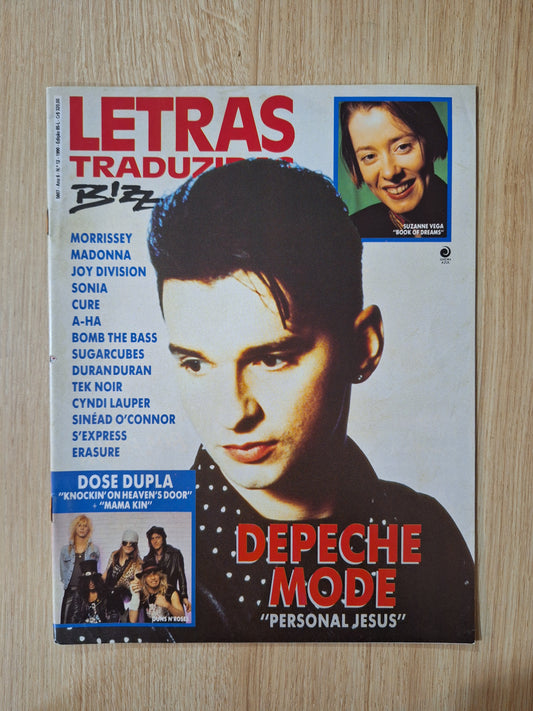 LETRAS
TRADUZIDAS
BIZZ
SUZANNE VEGA
"BOOK OF DREAMS"
MORRISSEY
MADONNA
JOY DIVISION
SONIA
CURE
A-HA
BOMB THE BASS
SUGARCUBES
DURANDURAN
TEK NOIR
CYNDI LAUPER
SINÉAD O'CONNOR
S'EXPRESS
ERASURE
DOSE DUPLA
"KNOCKIN' ON HEAVEN'S DOOR"
+ "MAMA KIN"
GUNS N'ROSES
DEPECHE
MODE
"PERSONAL JESUS"